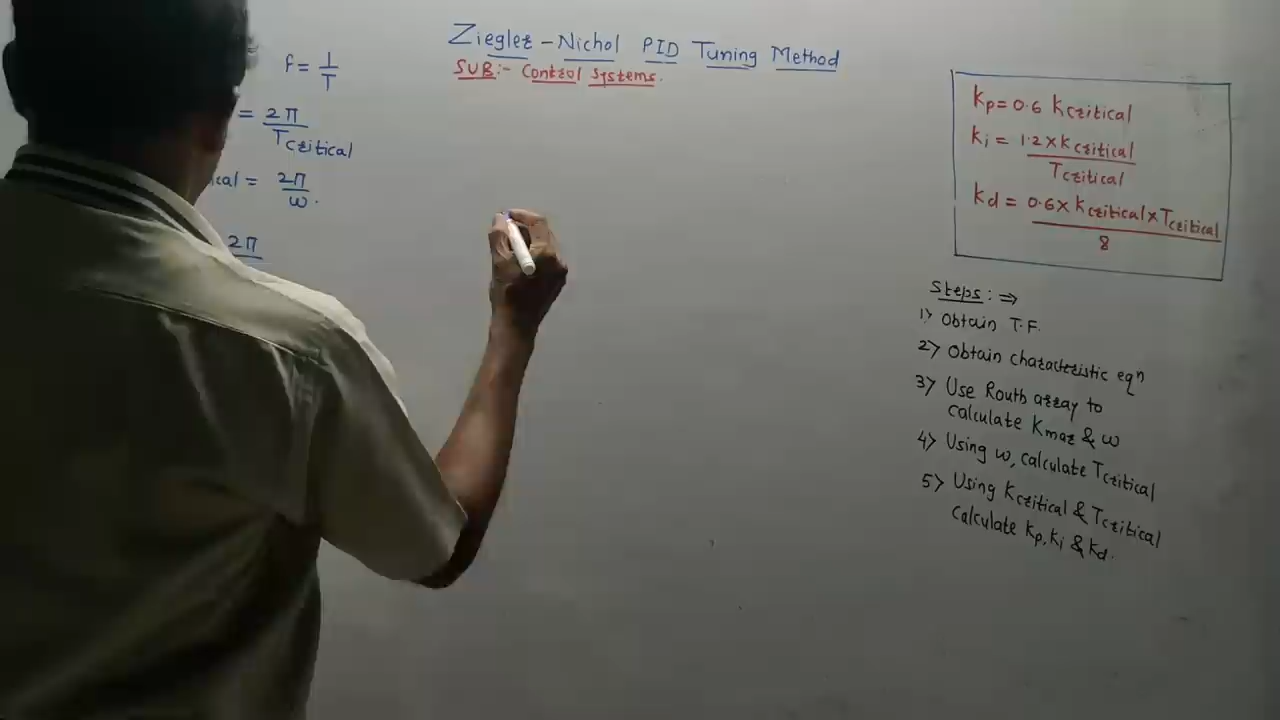 Ziegler-Nichol PID Tuning Method
SUB:- Control Systems.
f = 1/T
= 2π/Tcritical
ical = 2π/ω.
2π
Kp = 0.6 Kcritical
Ki = 1.2 x Kcritical / Tcritical
Kd = 0.6 x Kcritical x Tcritical / 8
Steps: ⇒
1) Obtain T.F.
2) Obtain characteristic eqn
3) Use Routh array to
calculate Kmar & ω
4) Using ω, calculate Tcritical
5) Using Kcritical & Tcritical
calculate Kp, Ki & Kd.